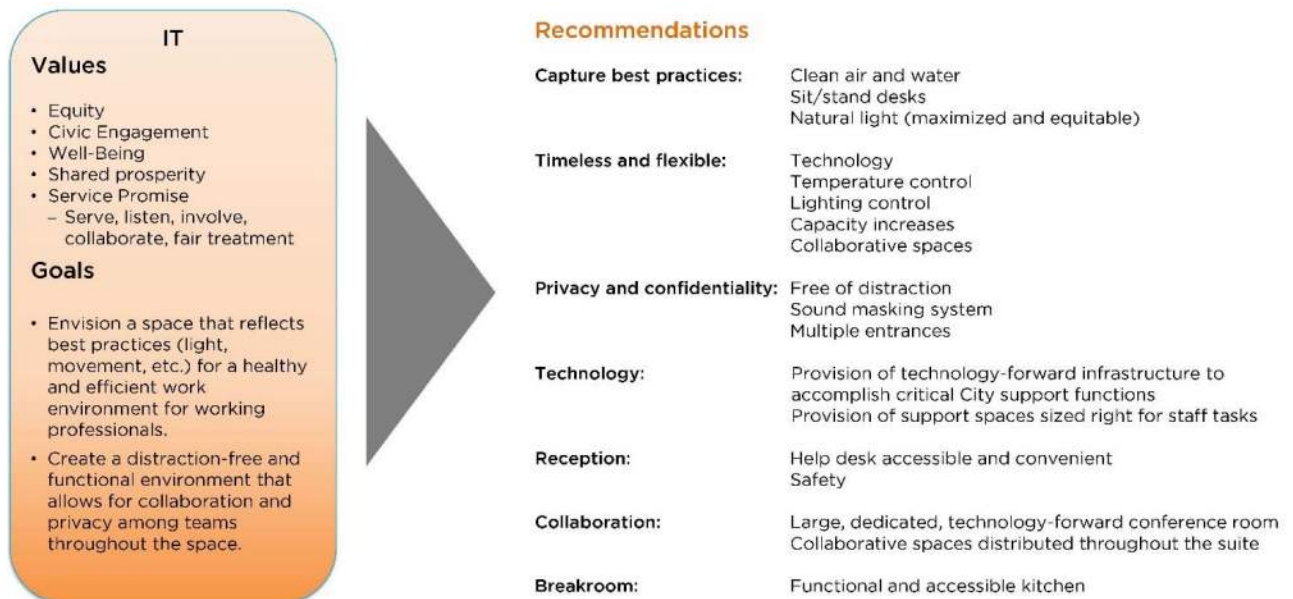 IT
Values
• Equity
• Civic Engagement
• Well-Being
• Shared prosperity
• Service Promise
– Serve, listen, involve,
collaborate, fair treatment
Goals
• Envision a space that reflects
best practices (light,
movement, etc.) for a healthy
and efficient work
environment for working
professionals.
• Create a distraction-free and
functional environment that
allows for collaboration and
privacy among teams
throughout the space.
Recommendations
Capture best practices: Clean air and water
Sit/stand desks
Natural light (maximized and equitable)
Timeless and flexible: Technology
Temperature control
Lighting control
Capacity increases
Collaborative spaces
Privacy and confidentiality: Free of distraction
Sound masking system
Multiple entrances
Technology: Provision of technology-forward infrastructure to
accomplish critical City support functions
Provision of support spaces sized right for staff tasks
Reception: Help desk accessible and convenient
Safety
Collaboration: Large, dedicated, technology-forward conference room
Collaborative spaces distributed throughout the suite
Breakroom: Functional and accessible kitchen